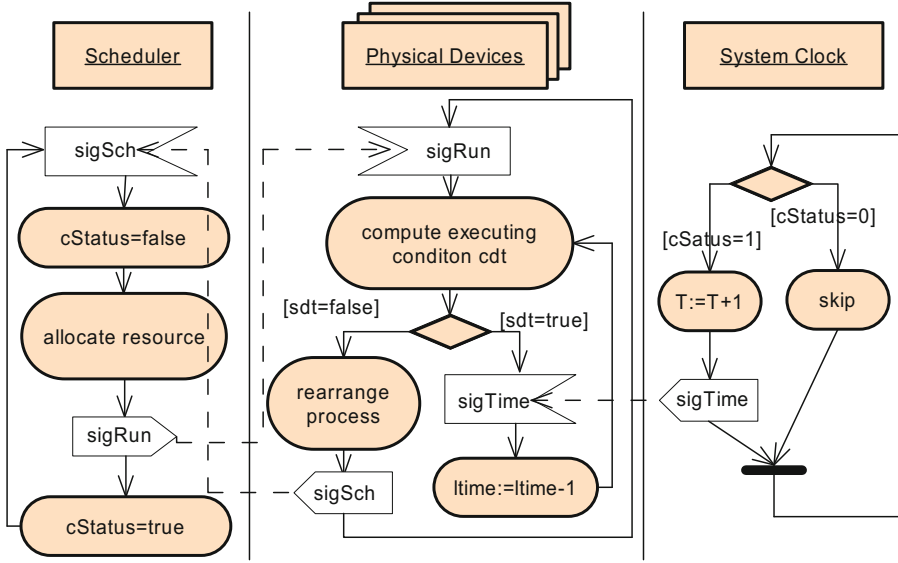 Scheduler
sigSch
cStatus=false
allocate resource
sigRun
cStatus=true
Physical Devices
sigRun
compute executing
conditon cdt
[sdt=false]
[sdt=true]
rearrange
process
sigTime
sigSch
ltime:=ltime-1
System Clock
[cStatus=0]
[cSatus=1]
T:=T+1
skip
sigTime